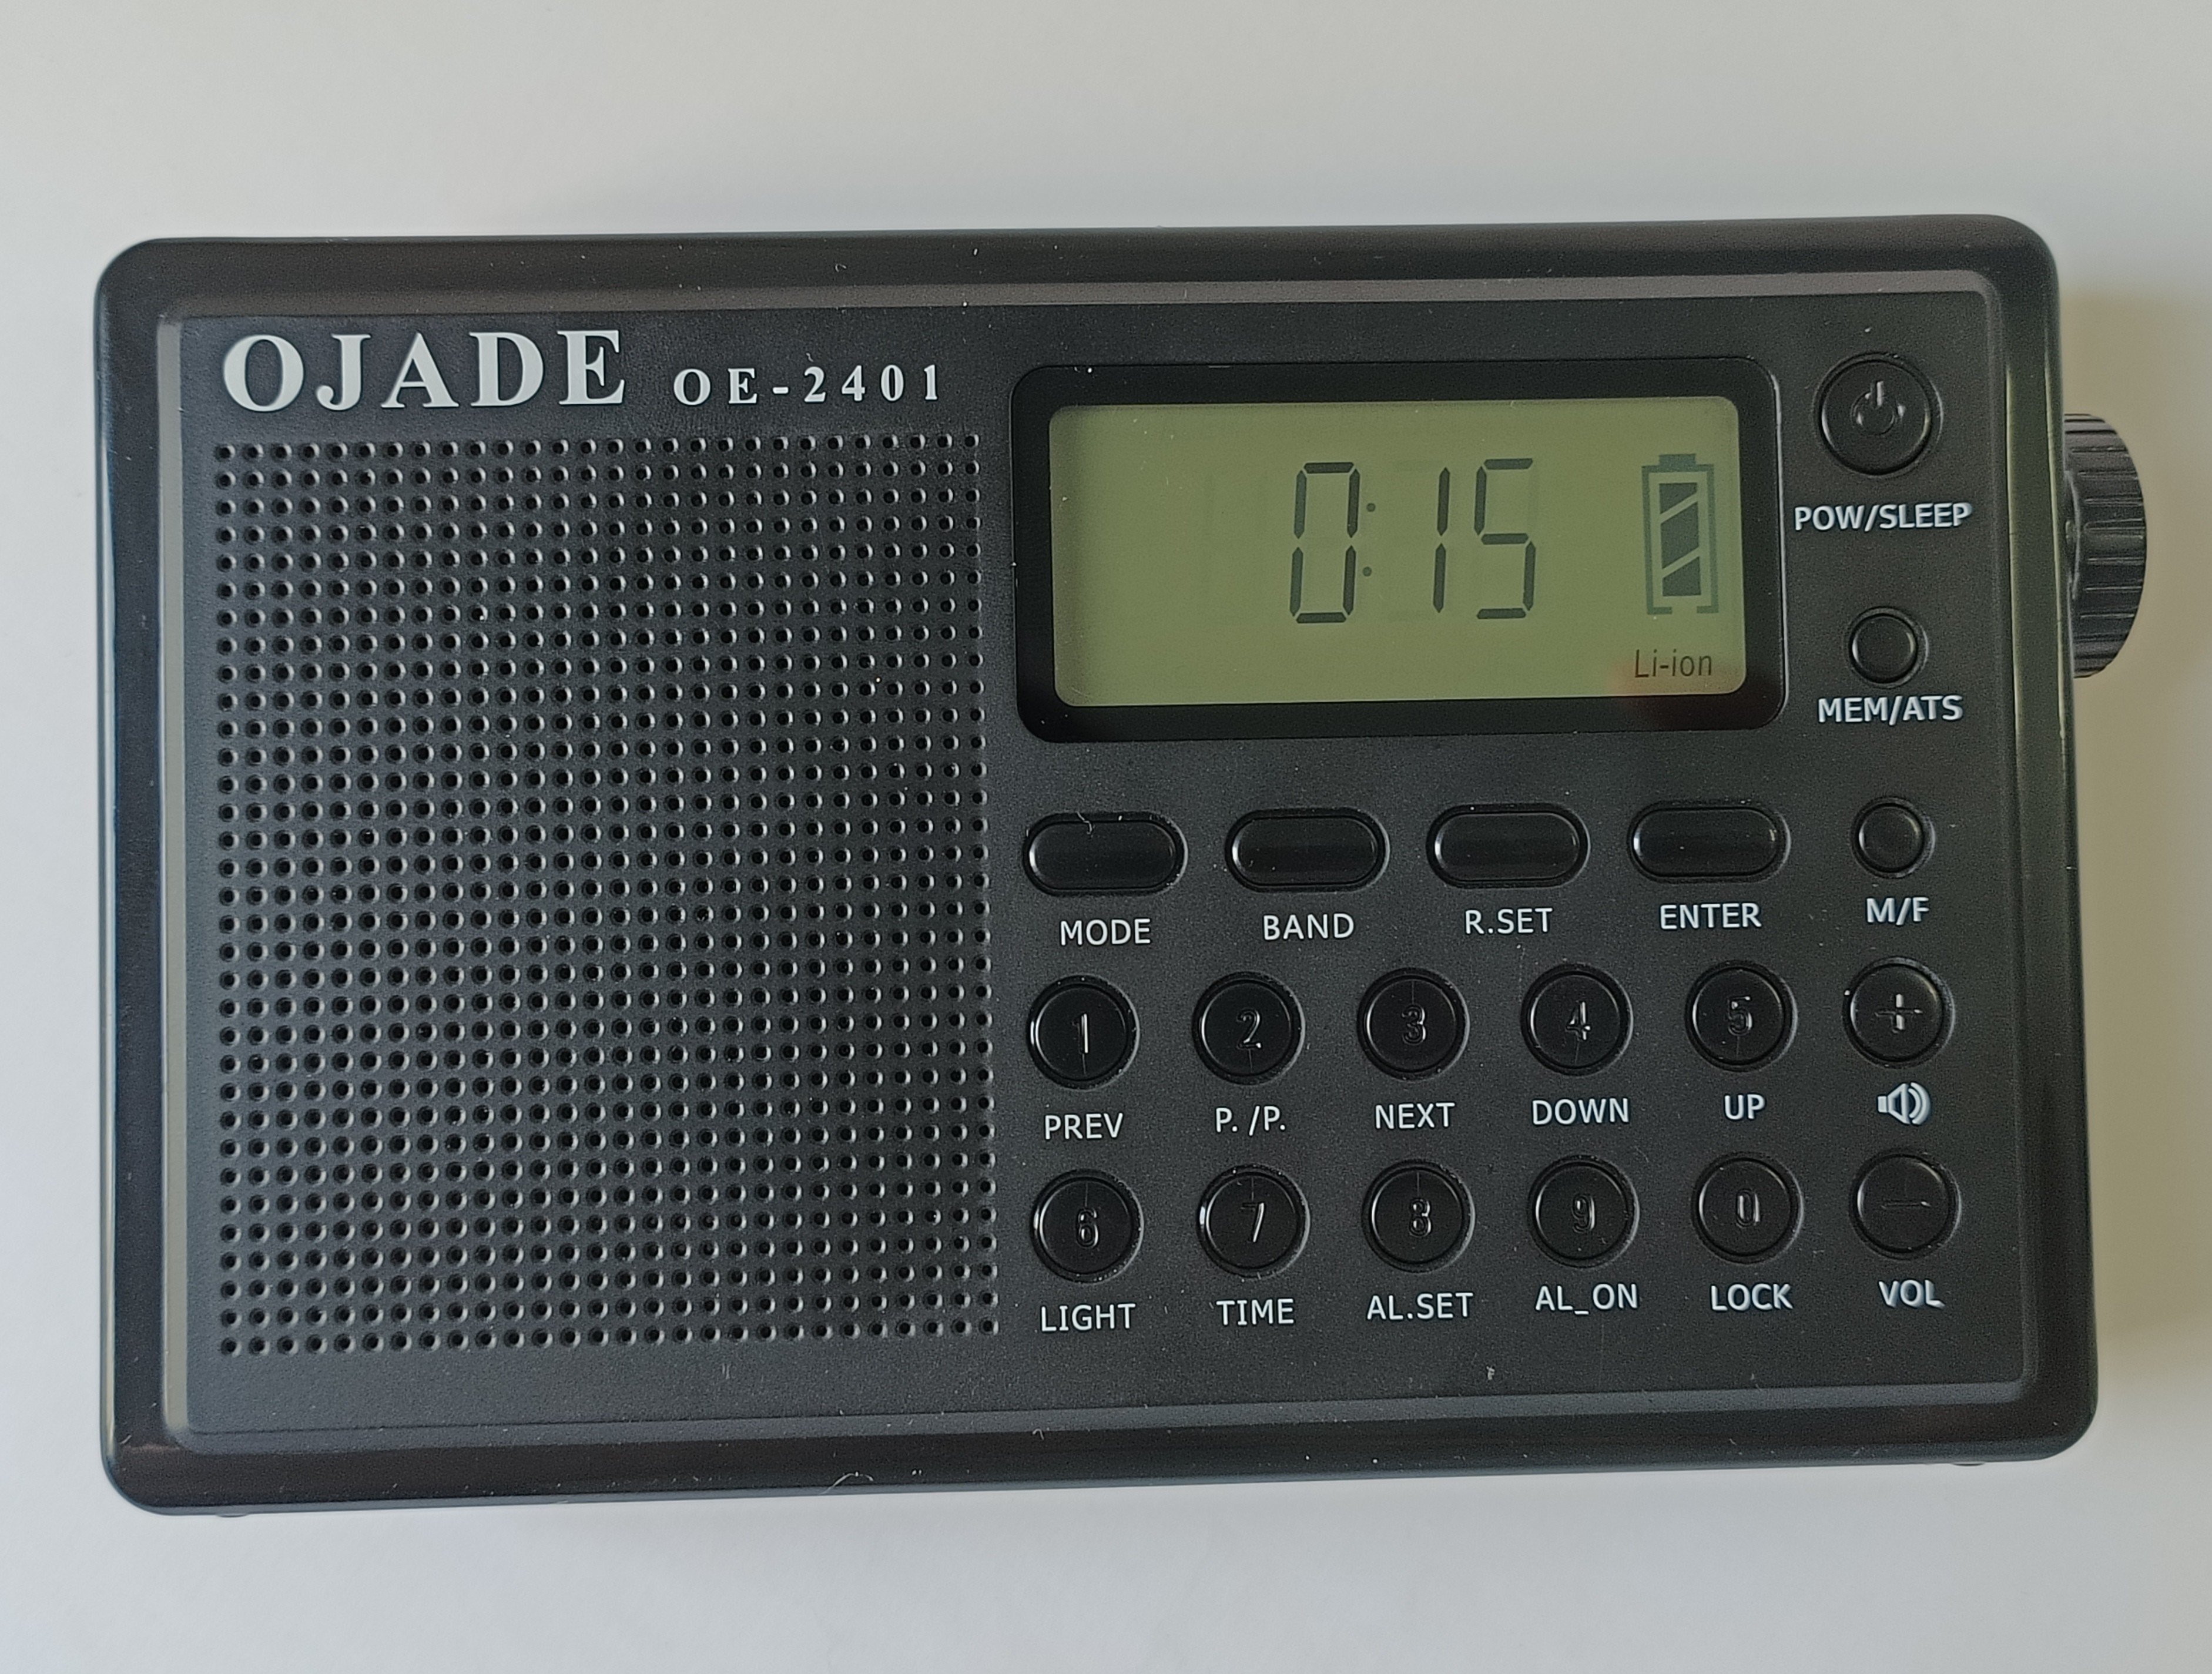 OJADE OE-2401
0:15
Li-ion
POW/SLEEP
MEM/ATS
MODE BAND R.SET ENTER M/F
1 2 3 4 5 +
PREV P./P. NEXT DOWN UP
6 7 8 9 0 -
LIGHT TIME AL.SET AL_ON LOCK VOL